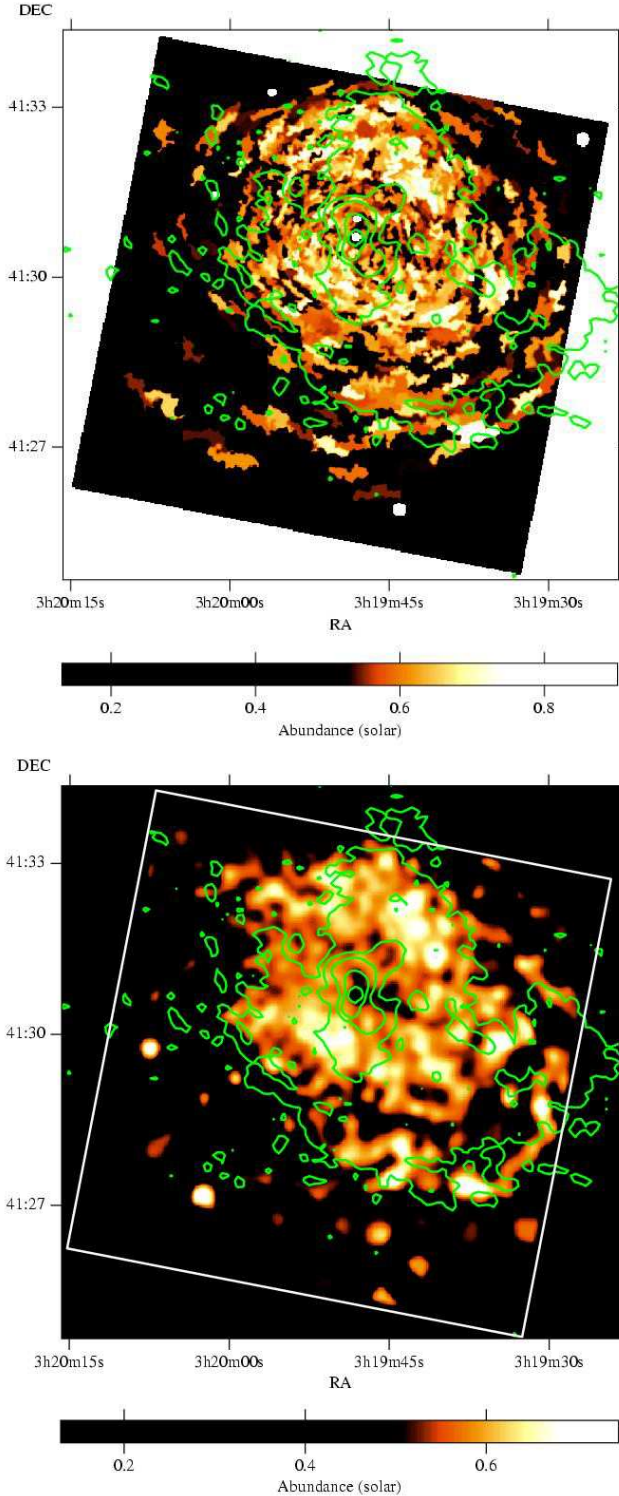 DEC
41:33
41:30
41:27
3h20m15s 3h20m00s 3h19m45s 3h19m30s
RA
0.2 0.4 0.6 0.8
Abundance (solar)
DEC
41:33
41:30
41:27
3h20m15s 3h20m00s 3h19m45s 3h19m30s
RA
0.2 0.4 0.6
Abundance (solar)